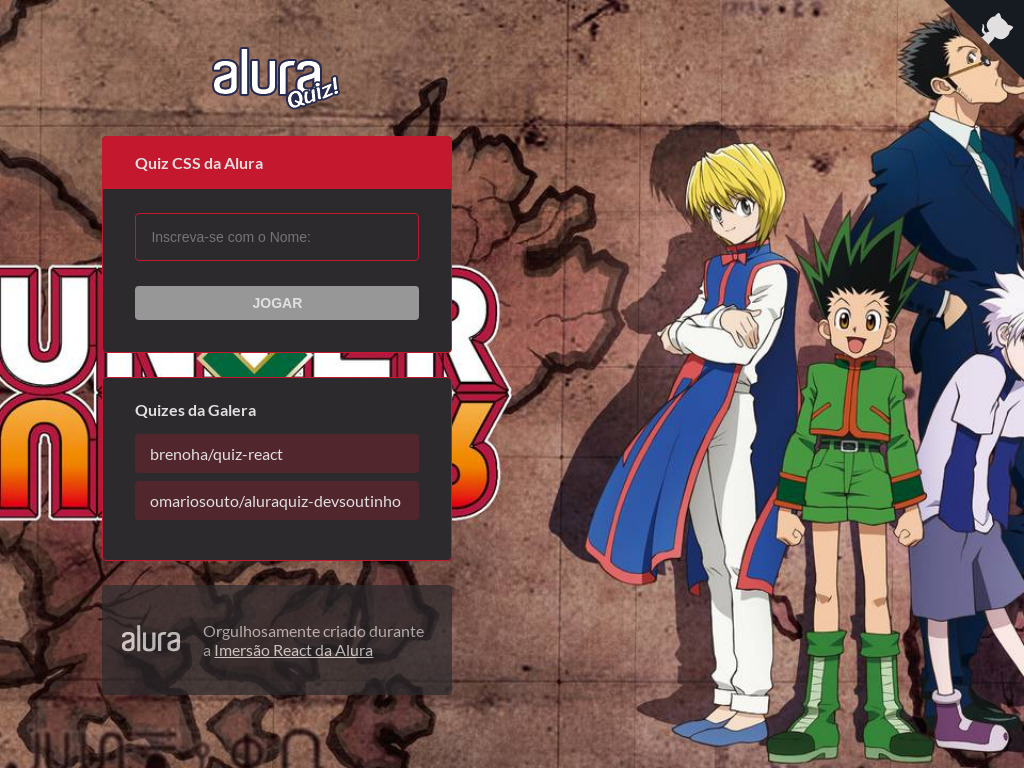 alura
Quiz!
Quiz CSS da Alura
Inscreva-se com o Nome:
JOGAR
Quizes da Galera
brenoha/quiz-react
omariosouto/aluraquiz-devsoutinho
alura
Orgulhosamente criado durante
a Imersão React da Alura